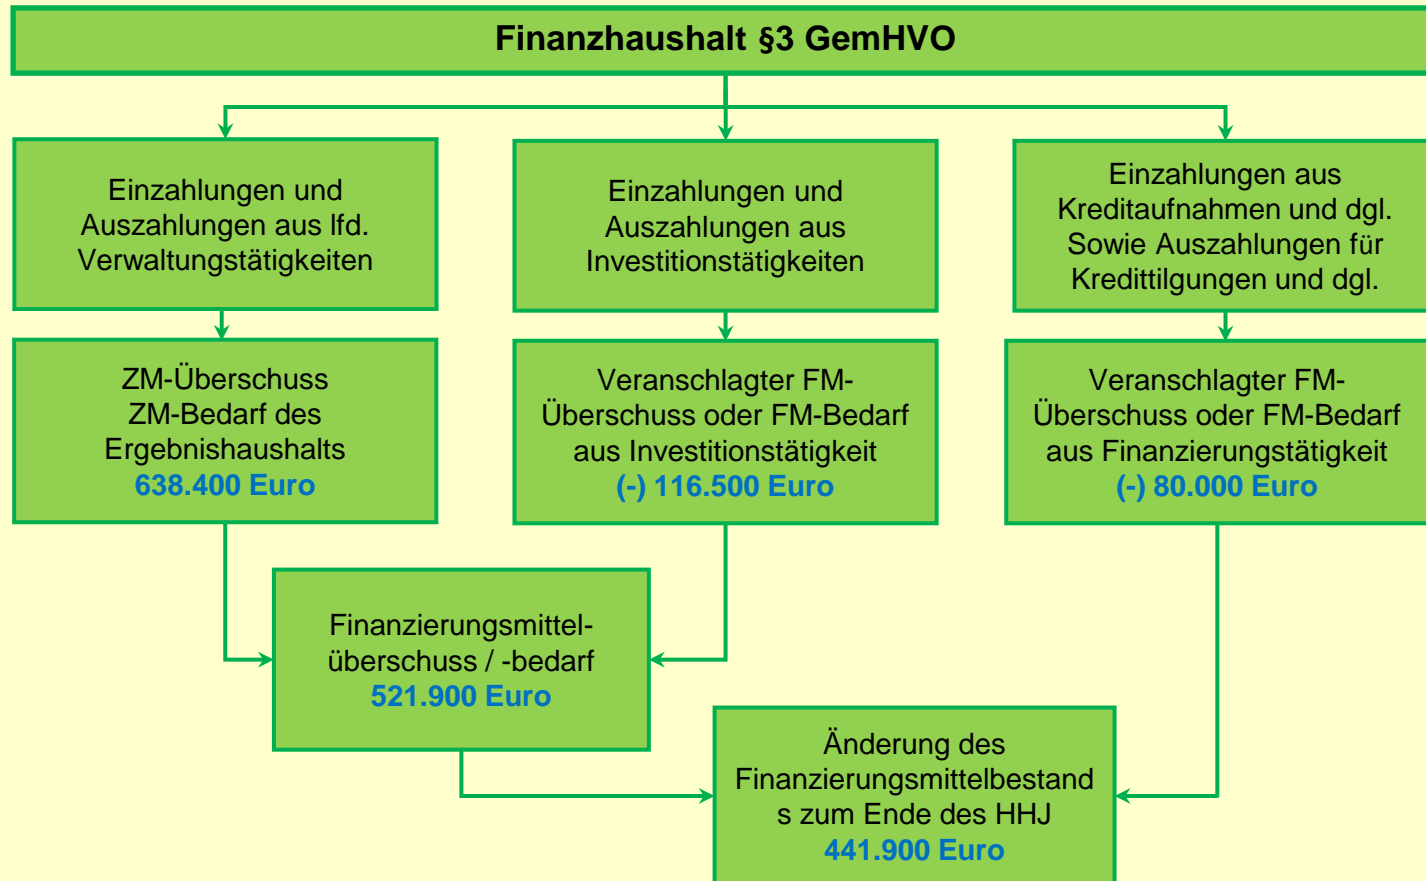 Finanzhaushalt §3 GemHVO
Einzahlungen und
Auszahlungen aus lfd.
Verwaltungstätigkeiten
Einzahlungen und
Auszahlungen aus
Investitionstätigkeiten
Einzahlungen aus
Kreditaufnahmen und dgl.
Sowie Auszahlungen für
Kredittilgungen und dgl.
ZM-Überschuss
ZM-Bedarf des
Ergebnishaushalts
638.400 Euro
Veranschlagter FM-
Überschuss oder FM-Bedarf
aus Investitionstätigkeit
(-) 116.500 Euro
Veranschlagter FM-
Überschuss oder FM-Bedarf
aus Finanzierungstätigkeit
(-) 80.000 Euro
Finanzierungsmittel-
überschuss / -bedarf
521.900 Euro
Änderung des
Finanzierungsmittelbestand
s zum Ende des HHJ
441.900 Euro